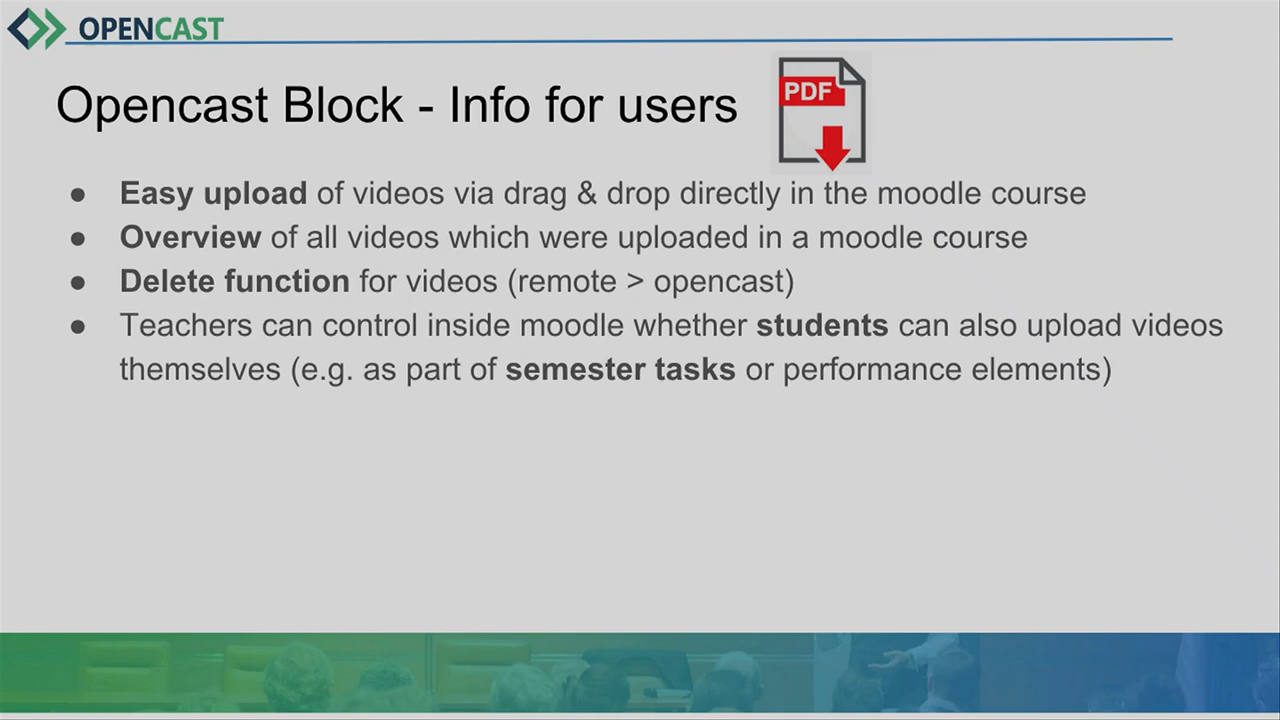 OPENCAST
Opencast Block - Info for users
PDF
● Easy upload of videos via drag & drop directly in the moodle course
● Overview of all videos which were uploaded in a moodle course
● Delete function for videos (remote > opencast)
● Teachers can control inside moodle whether students can also upload videos
themselves (e.g. as part of semester tasks or performance elements)